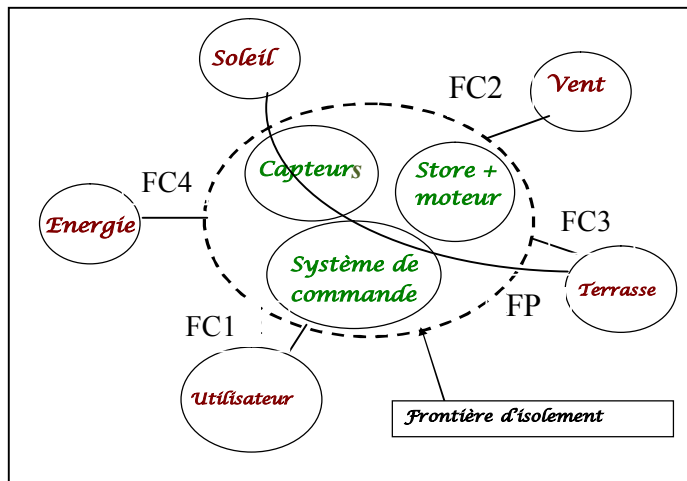 Soleil
FC2
Vent
Capteurs
Store +
moteur
FC4
Energie
FC3
Système de
commande
Terrasse
FP
FC1
Utilisateur
Frontière d'isolement